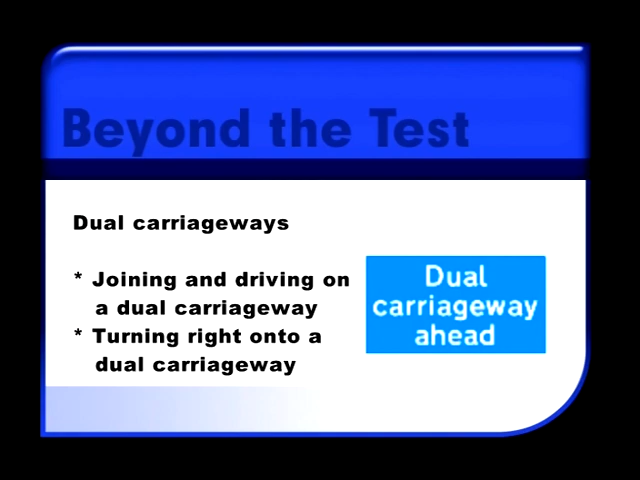 Beyond the Test
Dual carriageways
* Joining and driving on
a dual carriageway
* Turning right onto a
dual carriageway
Dual
carriageway
ahead